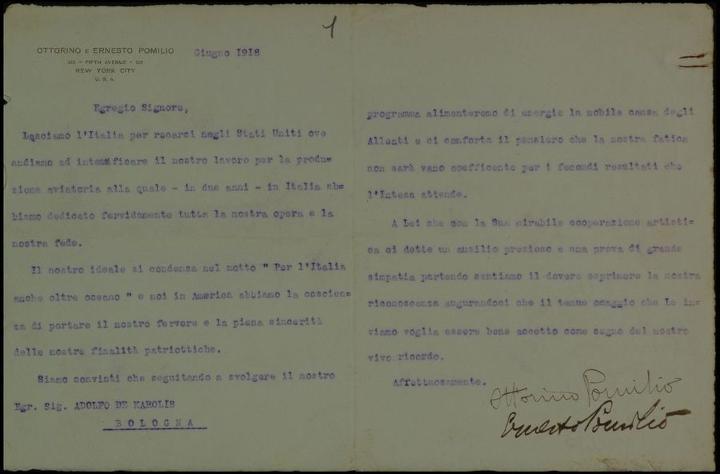 1
OTTORINO E ERNESTO POMILIO
FIFTH AVENUE
NEW YORK CITY
U. S. A.
Giugno 1918
Egregio Signore,
Lasciamo l'Italia per recarci negli Stati Uniti ove
andiamo ad intensificare il nostro lavoro per la produ=
zione aviatoria alla quale - in due anni - in Italia ab=
biamo dedicato fervidamente tutta la nostra opera e la
nostra fede.
Il nostro ideale si condensa nel motto " Per l'Italia
anche oltre oceano " e noi in America abbiamo la coscien=
za di portare il nostro fervore e la piena sincerità
delle nostre finalità patriottiche.
Siamo convinti che seguitando a svolgere il nostro
Egr. Sig. ADOLFO DE KAROLIS
BOLOGNA
programma alimenteremo di energie la nobile causa degli
Alleati e ci conforta il pensiero che la nostra fatica
non sarà vano coefficente per i fecondi resultati che
l'Intesa attende.
A Lei che con la Sua mirabile cooperazione artisti=
ca ci dette un ausilio prezioso e una prova di grande
simpatia partendo sentiamo il dovere esprimere la nostra
riconoscenza augurandoci che il tenue omaggio che Le in=
viamo voglia essere bene accetto come segno del nostro
vivo ricordo.
Affettuosamente.
Ottorino Pomilio
Ernesto Pomilio